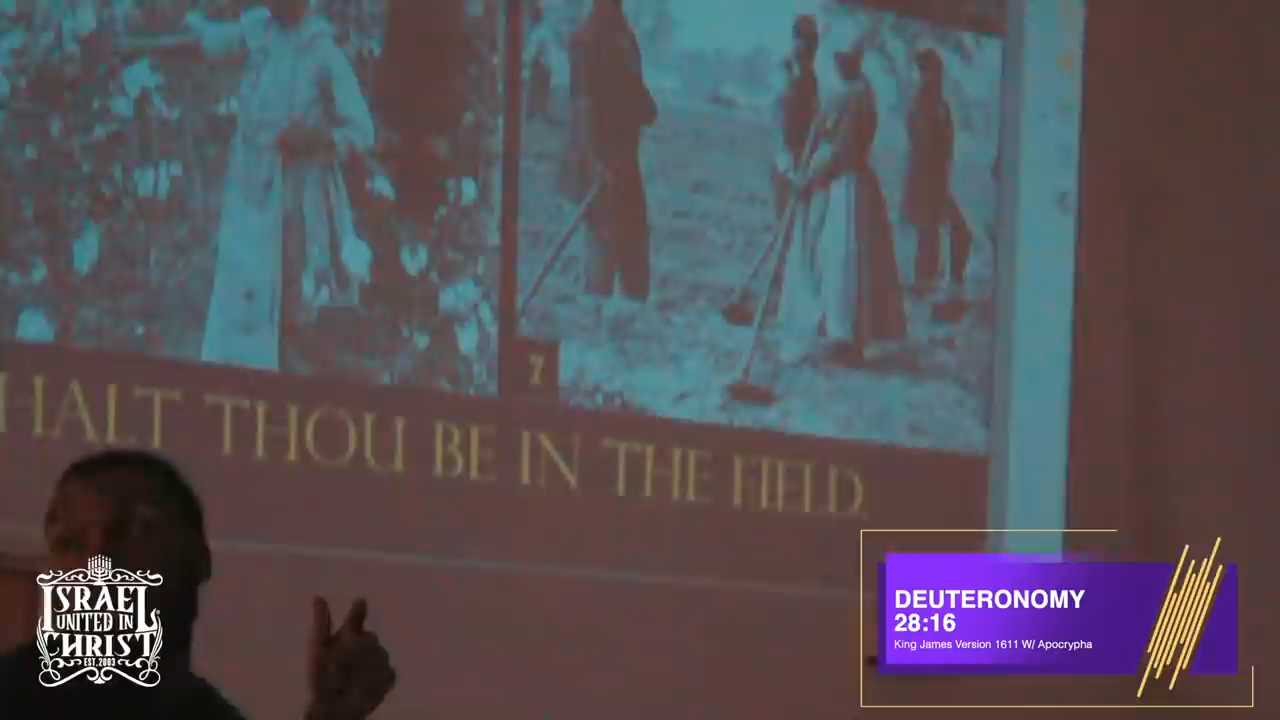 7
HALT THOU BE IN THE FIELD.
ISRAEL
UNITED IN
CHRIST
EST. 2003
DEUTERONOMY
28:16
King James Version 1611 W/ Apocrypha